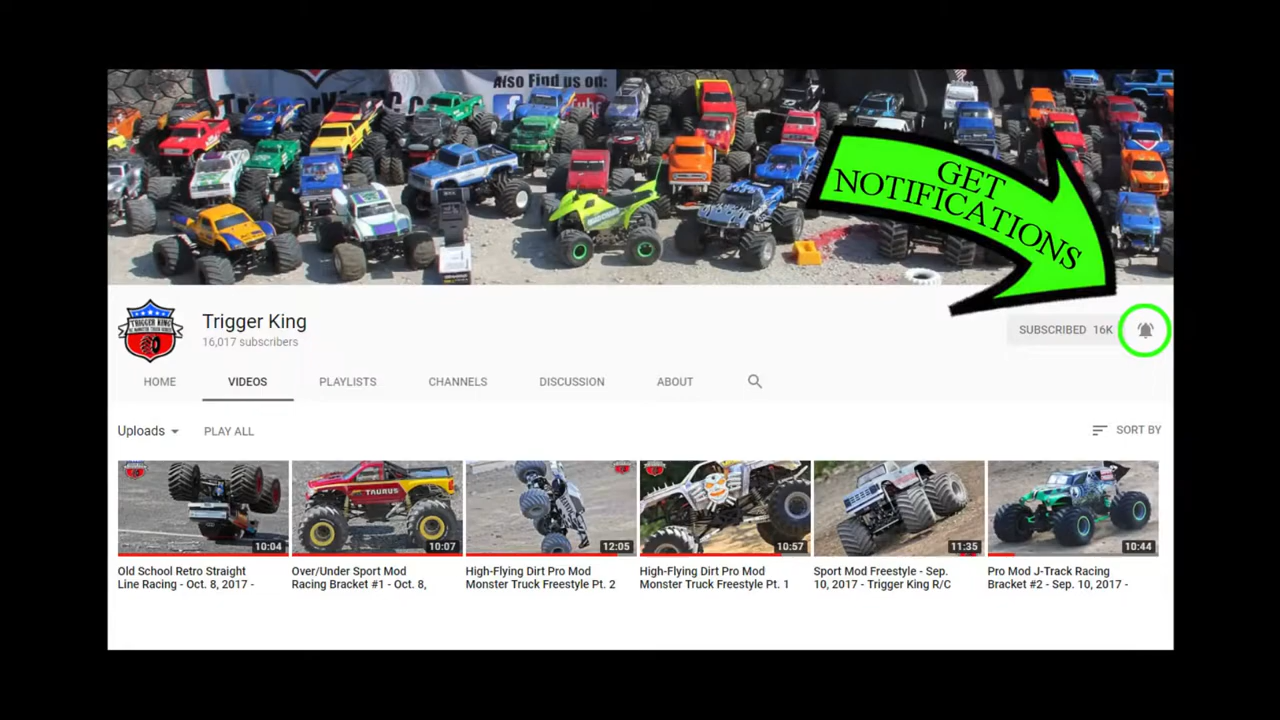 Also Find us on:
GET
NOTIFICATIONS
TRIGGER KING
Trigger King
16,017 subscribers
SUBSCRIBED 16K
HOME
VIDEOS
PLAYLISTS
CHANNELS
DISCUSSION
ABOUT
Uploads
PLAY ALL
SORT BY
TAURUS
10:04
10:07
12:05
10:57
11:35
10:44
Old School Retro Straight
Line Racing - Oct. 8, 2017 -
Over/Under Sport Mod
Racing Bracket #1 - Oct. 8,
High-Flying Dirt Pro Mod
Monster Truck Freestyle Pt. 2
High-Flying Dirt Pro Mod
Monster Truck Freestyle Pt. 1
Sport Mod Freestyle - Sep.
10, 2017 - Trigger King R/C
Pro Mod J-Track Racing
Bracket #2 - Sep. 10, 2017 -